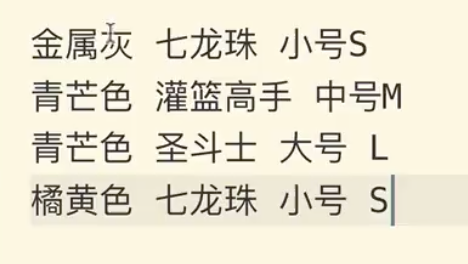 金属灰 七龙珠 小号S
青芒色 灌篮高手 中号M
青芒色 圣斗士 大号 L
橘黄色 七龙珠 小号 S